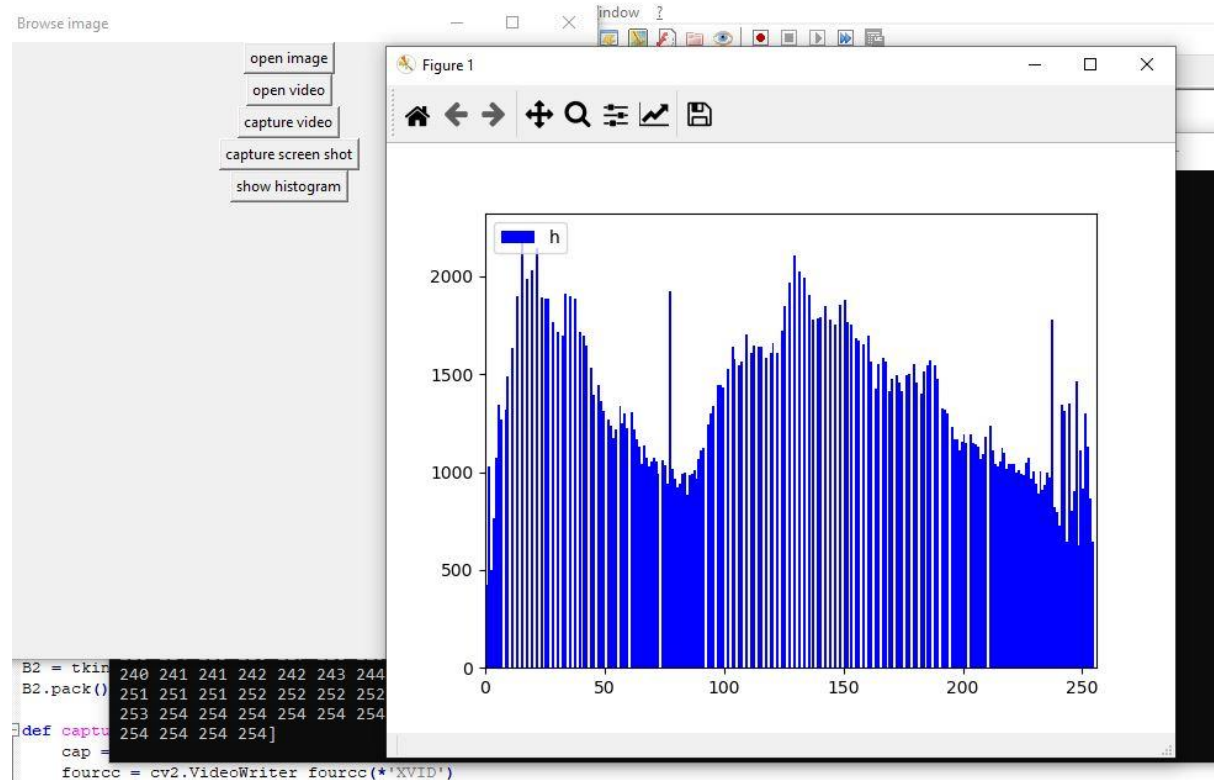 Browse image
indow ?
open image
open video
capture video
capture screen shot
show histogram
Figure 1
h
2000
1500
1000
500
0
0 50 100 150 200 250
B2 = tkin
B2.pack()
240 241 241 242 242 243 244
251 251 251 252 252 252 252
253 254 254 254 254 254 254
254 254 254 254]
def captu
cap =
fourcc = cv2.VideoWriter_fourcc(*'XVID')